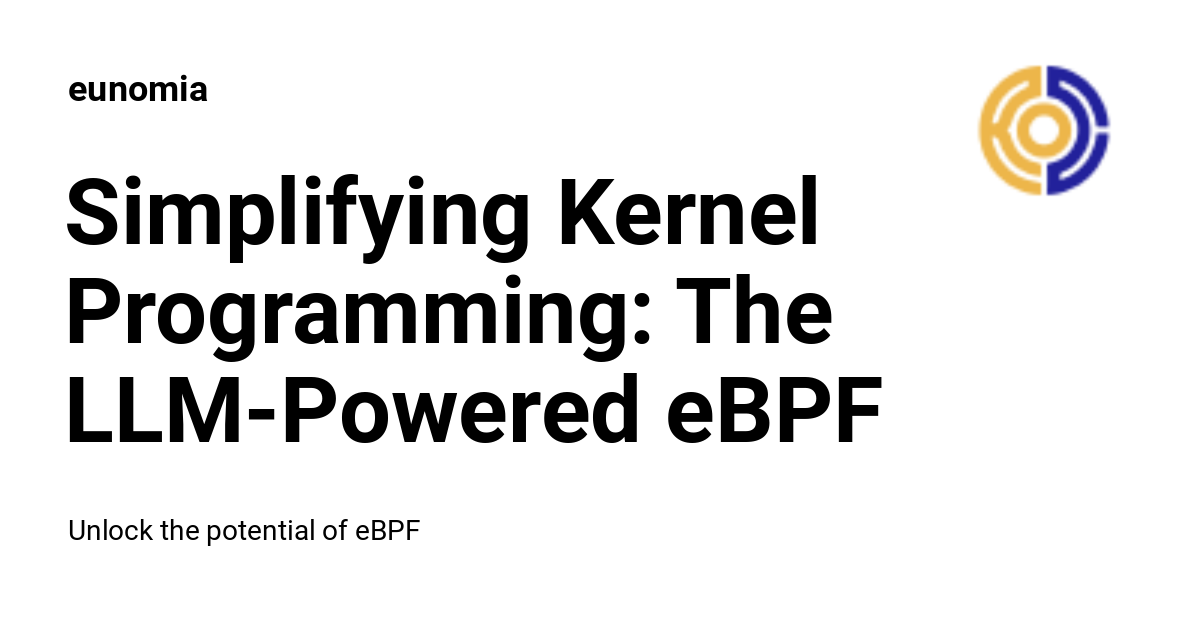 eunomia
Simplifying Kernel
Programming: The
LLM-Powered eBPF
Unlock the potential of eBPF